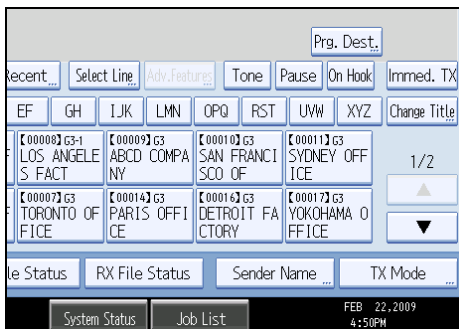 Prg. Dest.
Recent Select Line Adv.Features Tone Pause On Hook Immed. TX
EF GH IJK LMN OPQ RST UVW XYZ Change Title
【00008】G3-1 【00009】G3 【00010】G3 【00011】G3
LOS ANGELE ABCD COMPA SAN FRANCI SYDNEY OFF
S FACT NY SCO OF ICE
1/2
【00007】G3 【00014】G3 【00016】G3 【00017】G3
TORONTO OF PARIS OFFI DETROIT FA YOKOHAMA O
FICE CE CTORY FFICE
le Status RX File Status Sender Name TX Mode
System Status Job List FEB 22,2009
4:50PM